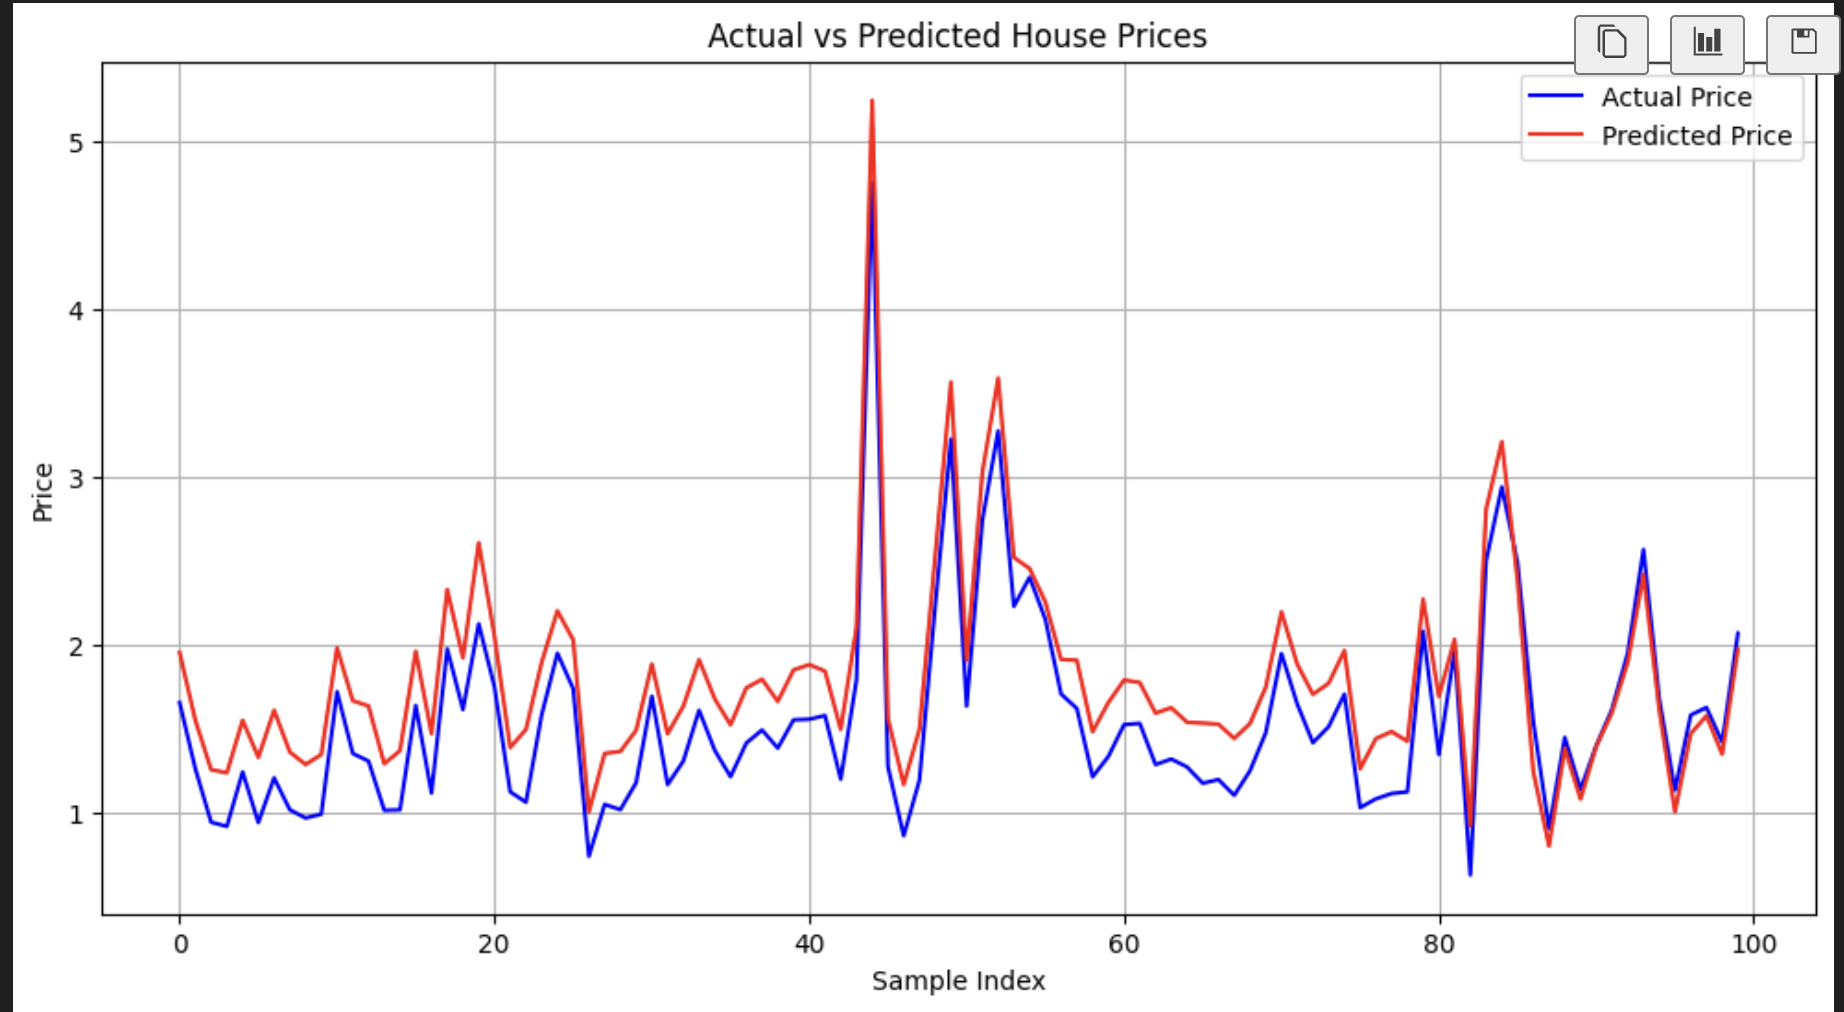 Actual vs Predicted House Prices
Actual Price
Predicted Price
5
4
3
2
1
Price
0 20 40 60 80 100
Sample Index